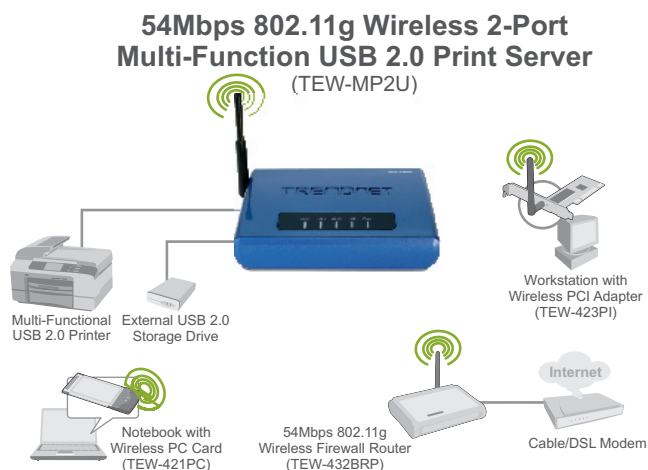 54Mbps 802.11g Wireless 2-Port
Multi-Function USB 2.0 Print Server
(TEW-MP2U)
TRENDNET
Multi-Functional
USB 2.0 Printer
External USB 2.0
Storage Drive
Workstation with
Wireless PCI Adapter
(TEW-423PI)
Notebook with
Wireless PC Card
(TEW-421PC)
54Mbps 802.11g
Wireless Firewall Router
(TEW-432BRP)
Internet
Cable/DSL Modem